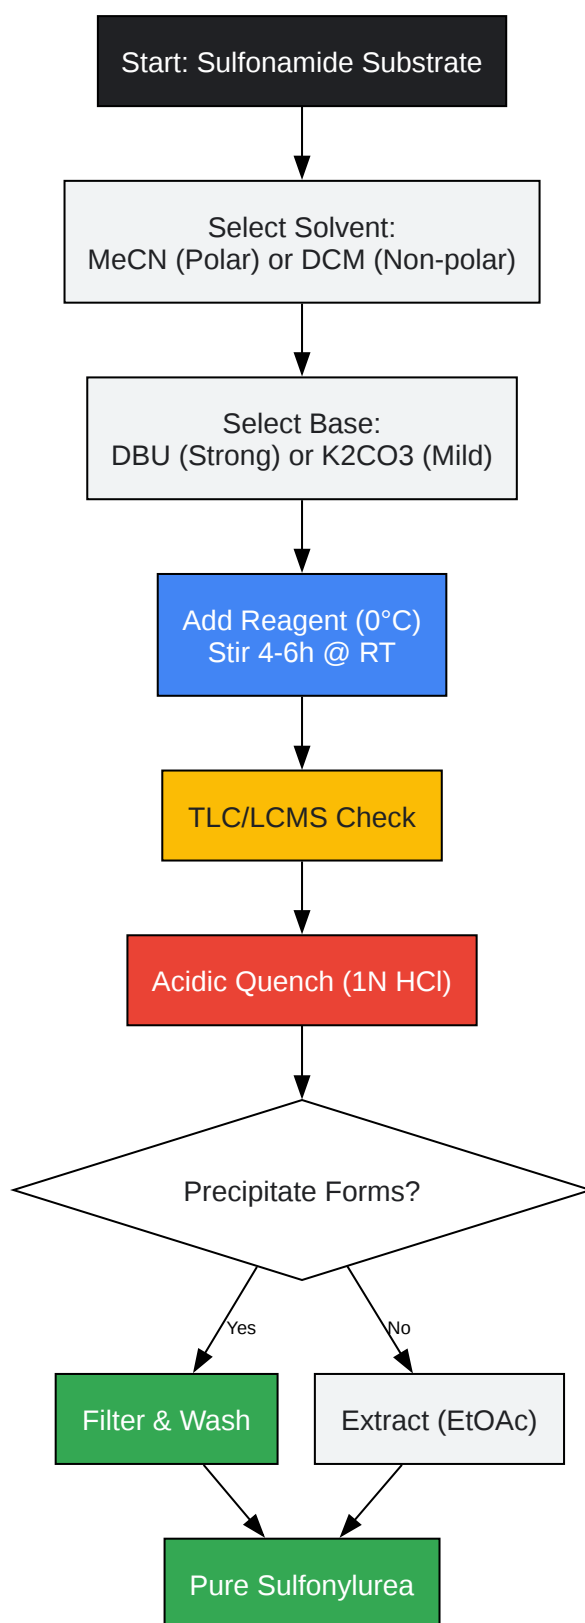 Start: Sulfonamide Substrate
Select Solvent:
MeCN (Polar) or DCM (Non-polar)
Select Base:
DBU (Strong) or K2CO3 (Mild)
Add Reagent (0°C)
Stir 4-6h @ RT
TLC/LCMS Check
Acidic Quench (1N HCl)
Precipitate Forms?
Yes
No
Filter & Wash
Extract (EtOAc)
Pure Sulfonylurea